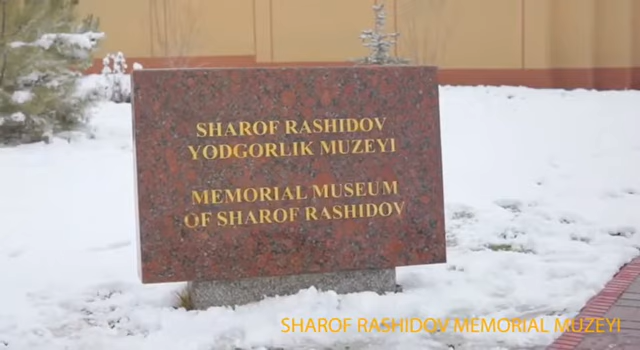 SHAROF RASHIDOV
YODGORLIK MUZEYI
MEMORIAL MUSEUM
OF SHAROF RASHIDOV
SHAROF RASHIDOV MEMORIAL MUZEYI